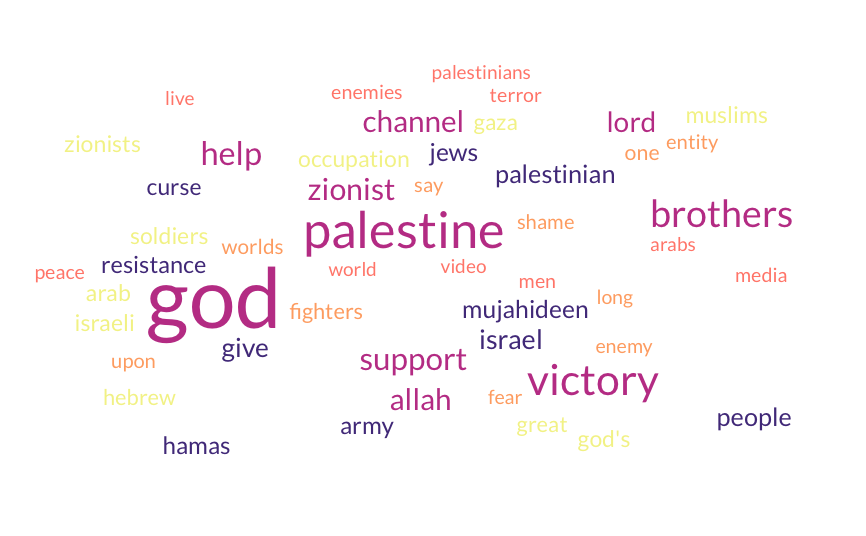 palestinians
live
enemies
terror
channel
gaza
lord
muslims
zionists
help
occupation
jews
one
entity
curse
zionist
say
palestinian
brothers
soldiers
worlds
palestine
shame
arabs
peace
resistance
world
video
men
media
arab
god
fighters
mujahideen
long
israeli
give
israel
enemy
upon
support
victory
hebrew
allah
fear
people
hamas
army
great
god's